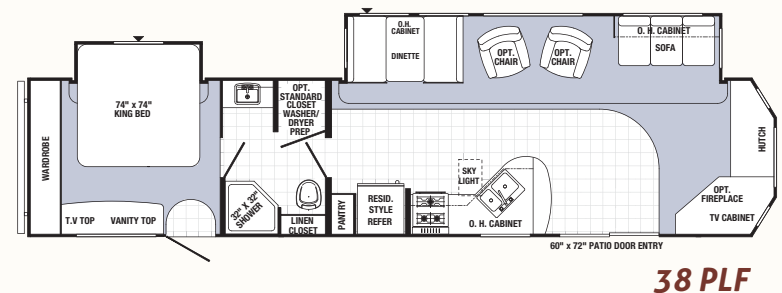 O.H.
CABINET
DINETTE
OPT.
CHAIR
OPT.
CHAIR
O. H. CABINET
SOFA
74" x 74"
KING BED
WARDROBE
T.V TOP
VANITY TOP
OPT.
STANDARD
CLOSET
WASHER/
DRYER
PREP
32" X 32"
SHOWER
LINEN
CLOSET
PANTRY
RESID.
STYLE
REFER
SKY
LIGHT
O. H. CABINET
HUTCH
OPT.
FIREPLACE
TV CABINET
60" x 72" PATIO DOOR ENTRY
38 PLF